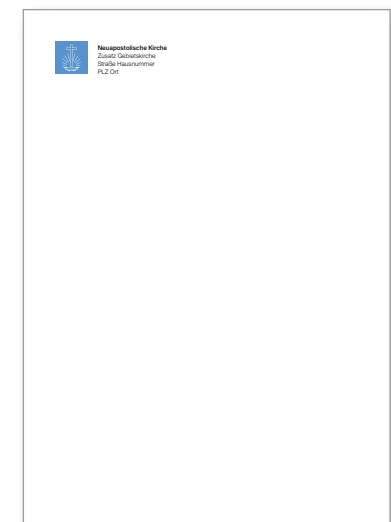 Neuapostolische Kirche
Zusatz Gebietskirche
Straße Hausnummer
PLZ Ort